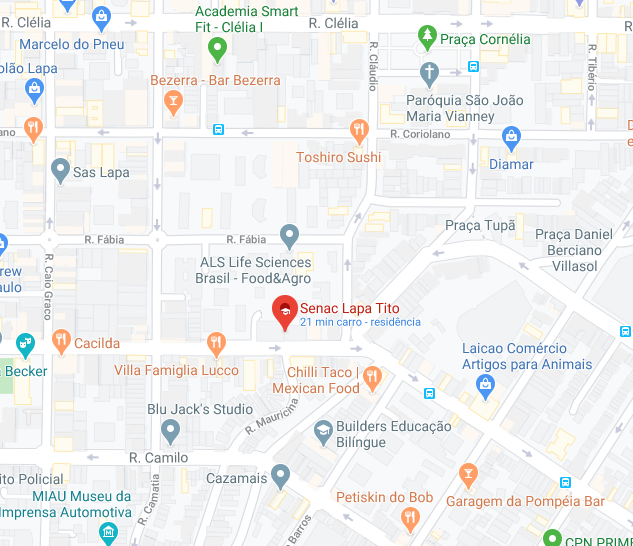 Academia Smart
Fit - Clélia |
R. Clélia
R. Clélia
Marcelo do Pneu
Praça Cornélia
R. Cláudio
R. Tibério
olão Lapa
Bezerra - Bar Bezerra
Paróquia São João
Maria Vianney
ano
R. Coriolano
Toshiro Sushi
Diamar
D
e
Sas Lapa
Praça Tupã
Praça Daniel
Berciano
Villasol
R. Fábia
R. Fábia
ALS Life Sciences
Brasil - Food&Agro
rew
aulo
R. Caio Graco
Senac Lapa Tito
21 min carro - residência
Cacilda
Becker
Villa Famiglia Lucco
Laicao Comércio
Artigos para Animais
Chilli Taco |
Mexican Food
Blu Jack's Studio
R. Mauricina
Builders Educação
Bilíngue
R. Camilo
ito Policial
Cazamais
R. Camatia
MIAU Museu da
Imprensa Automotiva
Barros
Petiskin do Bob
Garagem da Pompéia Bar
CPN PRIME